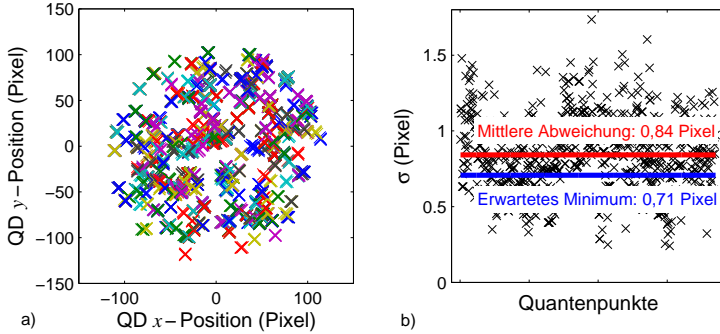 150
100
50
0
−50
−100
−150
QD y−Position (Pixel)
−100
0
100
QD x−Position (Pixel)
a)
1.5
1
0.5
0
σ (Pixel)
Mittlere Abweichung: 0,84 Pixel
Erwartetes Minimum: 0,71 Pixel
Quantenpunkte
b)